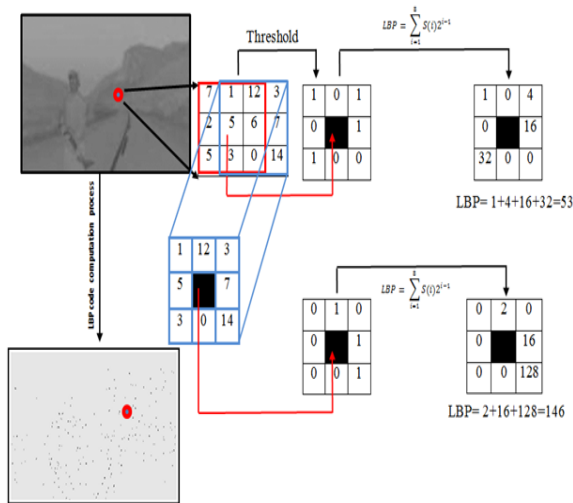 LBP = \sum_{i=1}^{8} S(i)2^{i-1}
Threshold
7 1 12 3
2 5 6 7
5 3 0 14
1 0 1
0 1
1 0 0
1 0 4
0 16
32 0 0
LBP= 1+4+16+32=53
LBP code computation process
1 12 3
5 7
3 0 14
LBP = \sum_{i=1}^{8} S(i)2^{i-1}
0 1 0
0 1
0 0 1
0 2 0
0 16
0 0 128
LBP= 2+16+128=146